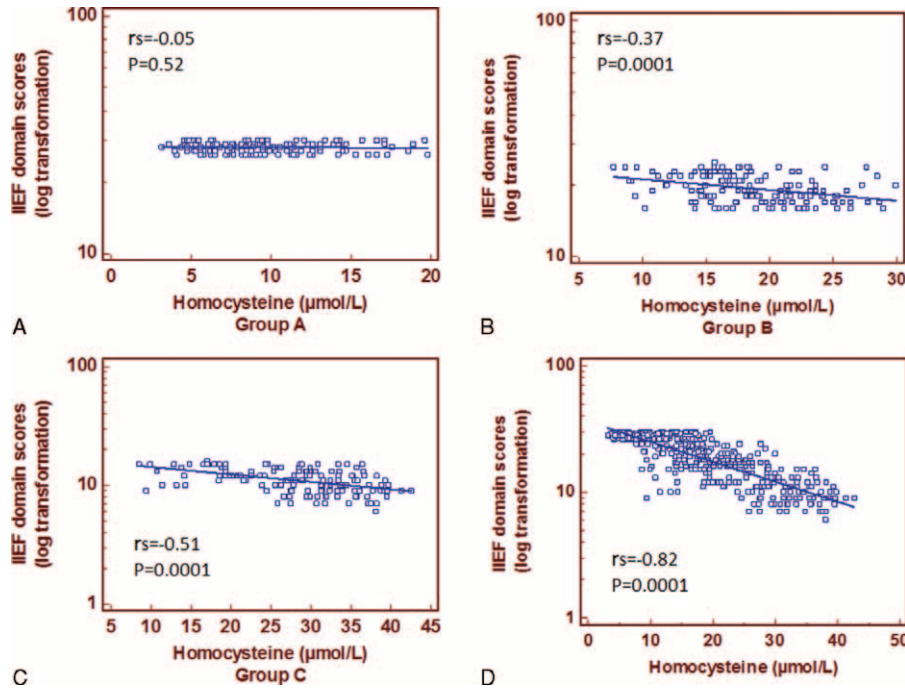 100
10
IIEF domain scores
(log transformation)
rs=-0.05
P=0.52
0 5 10 15 20
Homocysteine (µmol/L)
Group A
A
100
10
IIEF domain scores
(log transformation)
rs=-0.37
P=0.0001
5 10 15 20 25 30
Homocysteine (µmol/L)
Group B
B
100
10
1
IIEF domain scores
(log transformation)
rs=-0.51
P=0.0001
5 10 15 20 25 30 35 40 45
Homocysteine (µmol/L)
Group C
C
100
10
1
IIEF domain scores
(log transformation)
rs=-0.82
P=0.0001
0 10 20 30 40 50
Homocysteine (µmol/L)
D